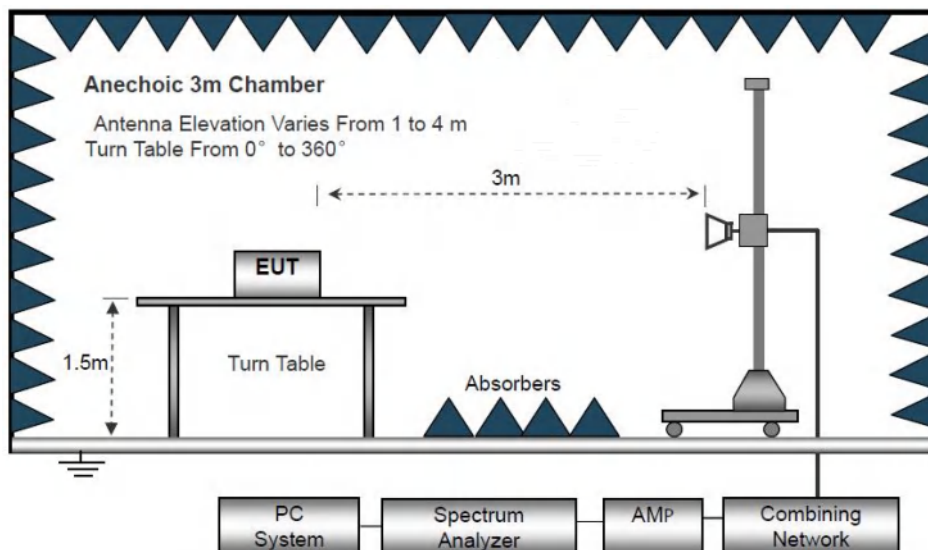 Anechoic 3m Chamber
Antenna Elevation Varies From 1 to 4 m
Turn Table From 0° to 360°
3m
EUT
1.5m
Turn Table
Absorbers
PC
System
Spectrum
Analyzer
AMP
Combining
Network